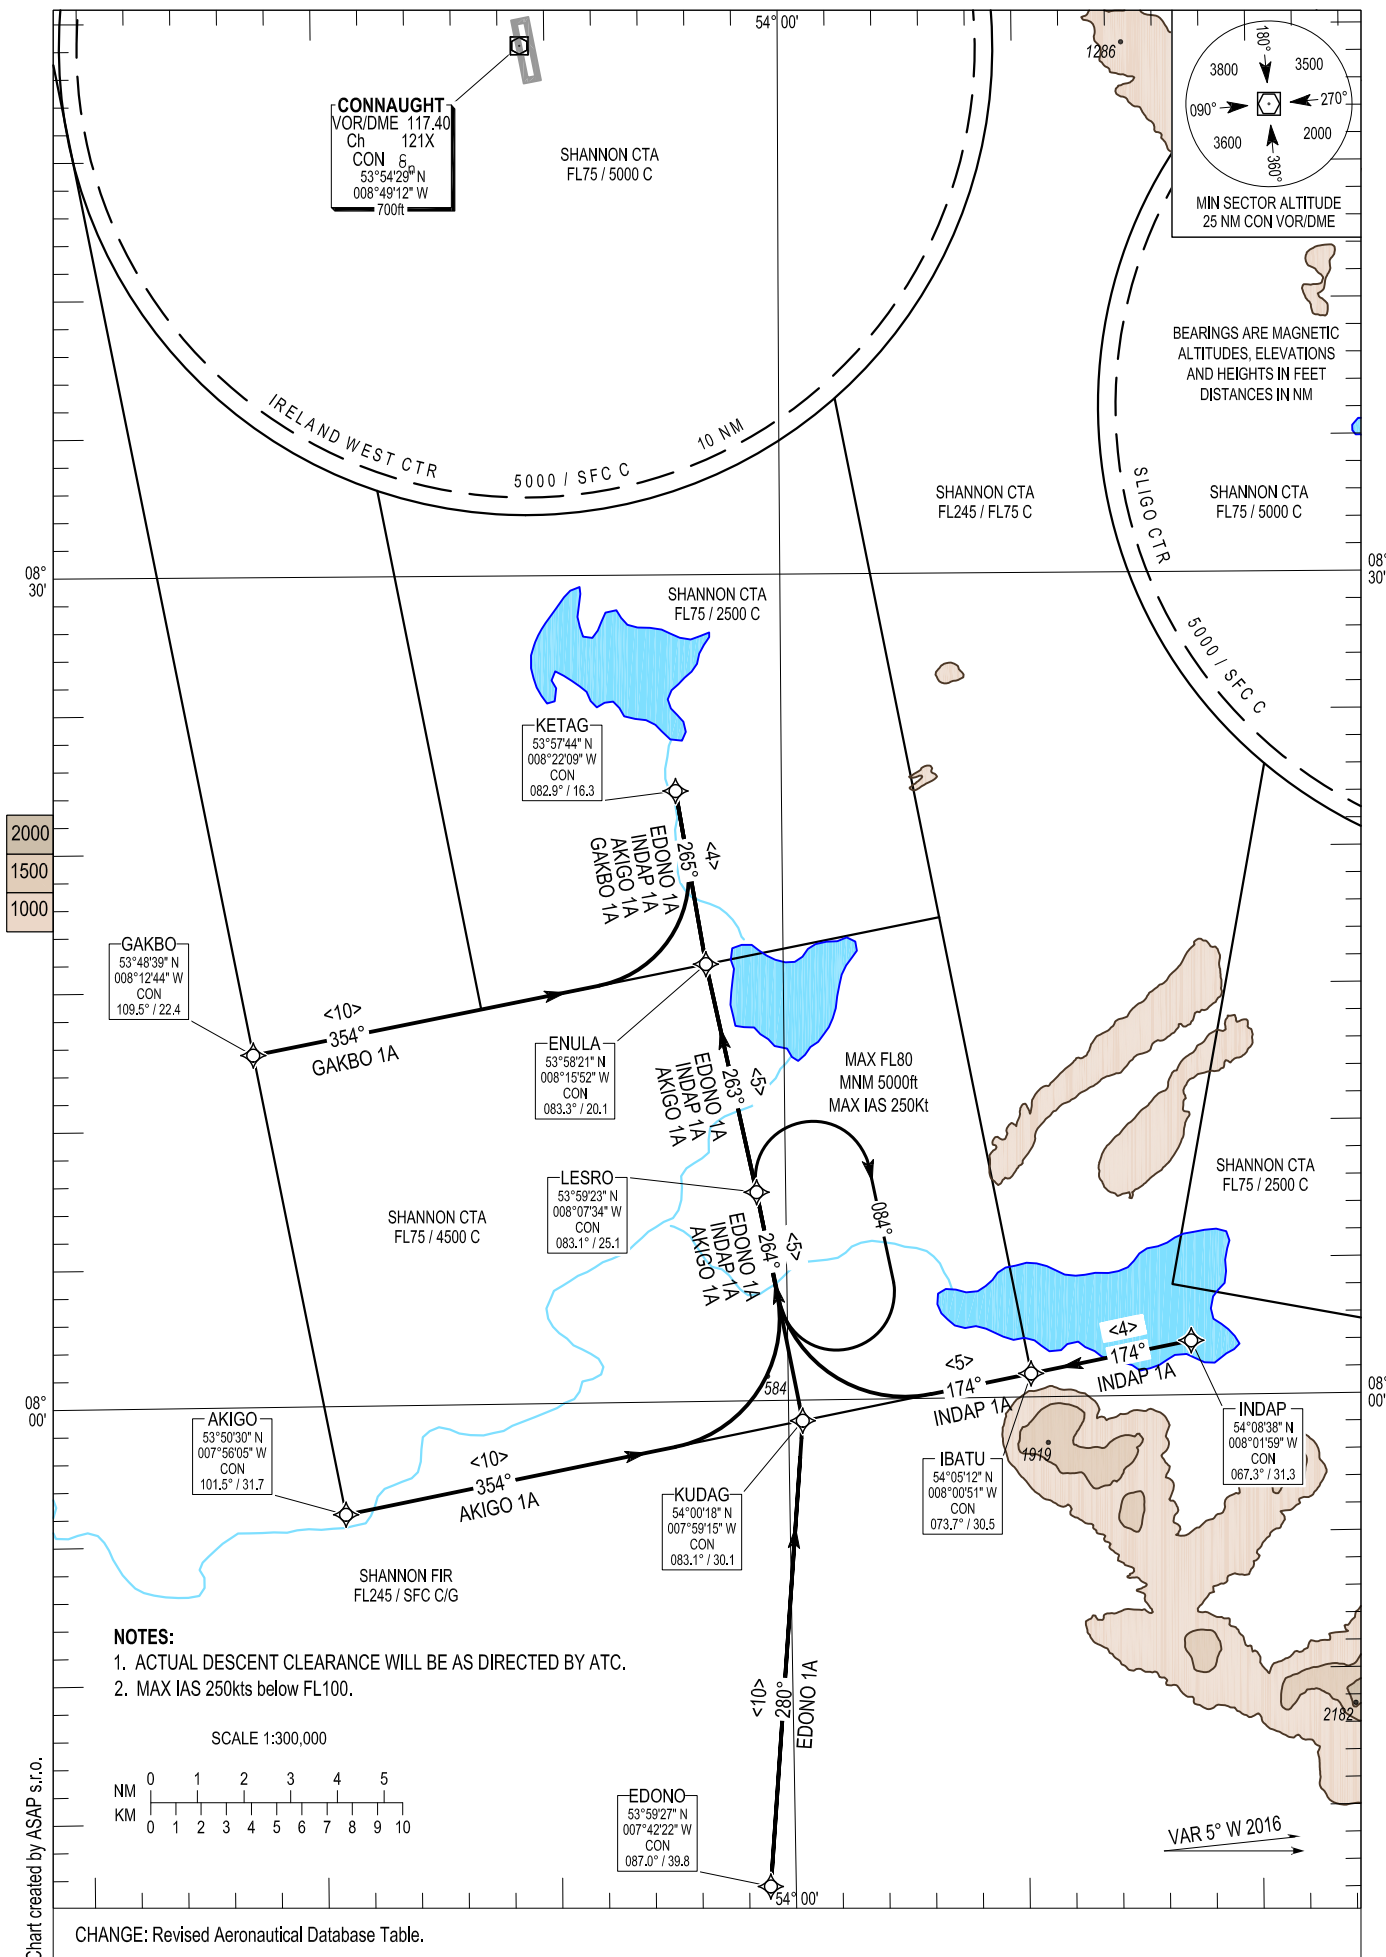 54° 00'
CONNAUGHT
VOR/DME 117.40
Ch 121X
CON
53°54'29" N
008°49'12" W
700ft
SHANNON CTA
FL75 / 5000 C
1286
180°
3800
3500
090°
270°
3600
2000
360°
MIN SECTOR ALTITUDE
25 NM CON VOR/DME
BEARINGS ARE MAGNETIC
ALTITUDES, ELEVATIONS
AND HEIGHTS IN FEET
DISTANCES IN NM
IRELAND WEST CTR
5000 / SFC C
10 NM
SHANNON CTA
FL245 / FL75 C
SLIGO CTR
5000 / SFC C
SHANNON CTA
FL75 / 5000 C
08°
30'
08°
30'
SHANNON CTA
FL75 / 2500 C
KETAG
53°57'44" N
008°22'09" W
CON
082.9° / 16.3
2000
1500
1000
<4>
265°
EDONO 1A
INDAP 1A
AKIGO 1A
GAKBO 1A
GAKBO
53°48'39" N
008°12'44" W
CON
109.5° / 22.4
<10>
354°
GAKBO 1A
ENULA
53°58'21" N
008°15'52" W
CON
083.3° / 20.1
<5>
263°
EDONO 1A
INDAP 1A
AKIGO 1A
MAX FL80
MNM 5000ft
MAX IAS 250Kt
084°
LESRO
53°59'23" N
008°07'34" W
CON
083.1° / 25.1
SHANNON CTA
FL75 / 4500 C
<5>
264°
EDONO 1A
INDAP 1A
AKIGO 1A
SHANNON CTA
FL75 / 2500 C
<4>
174°
INDAP 1A
<5>
174°
INDAP 1A
584
08°
00'
08°
00'
AKIGO
53°50'30" N
007°56'05" W
CON
101.5° / 31.7
<10>
354°
AKIGO 1A
KUDAG
54°00'18" N
007°59'15" W
CON
083.1° / 30.1
IBATU
54°05'12" N
008°00'51" W
CON
073.7° / 30.5
1919
INDAP
54°08'38" N
008°01'59" W
CON
067.3° / 31.3
SHANNON FIR
FL245 / SFC C/G
NOTES:
1. ACTUAL DESCENT CLEARANCE WILL BE AS DIRECTED BY ATC.
2. MAX IAS 250kts below FL100.
SCALE 1:300,000
NM 0 1 2 3 4 5
KM 0 1 2 3 4 5 6 7 8 9 10
<10>
280°
EDONO 1A
2182
EDONO
53°59'27" N
007°42'22" W
CON
087.0° / 39.8
VAR 5° W 2016
54° 00'
Chart created by ASAP s.r.o.
CHANGE: Revised Aeronautical Database Table.